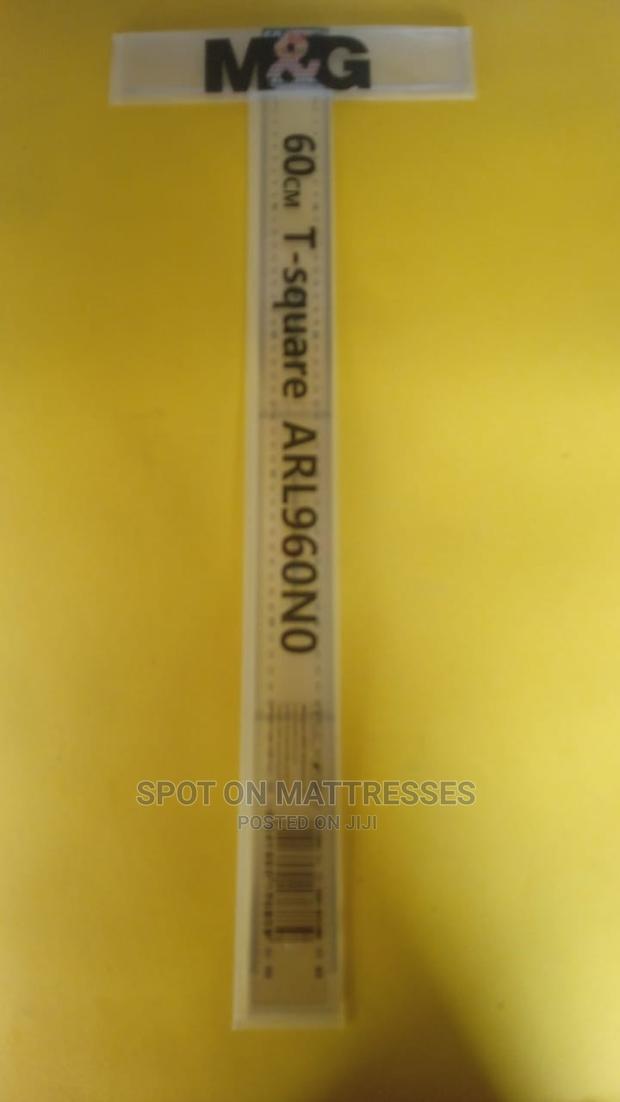 M&G
60CM T-square ARL960N0
SPOT ON MATTRESSES
POSTED ON JIJI